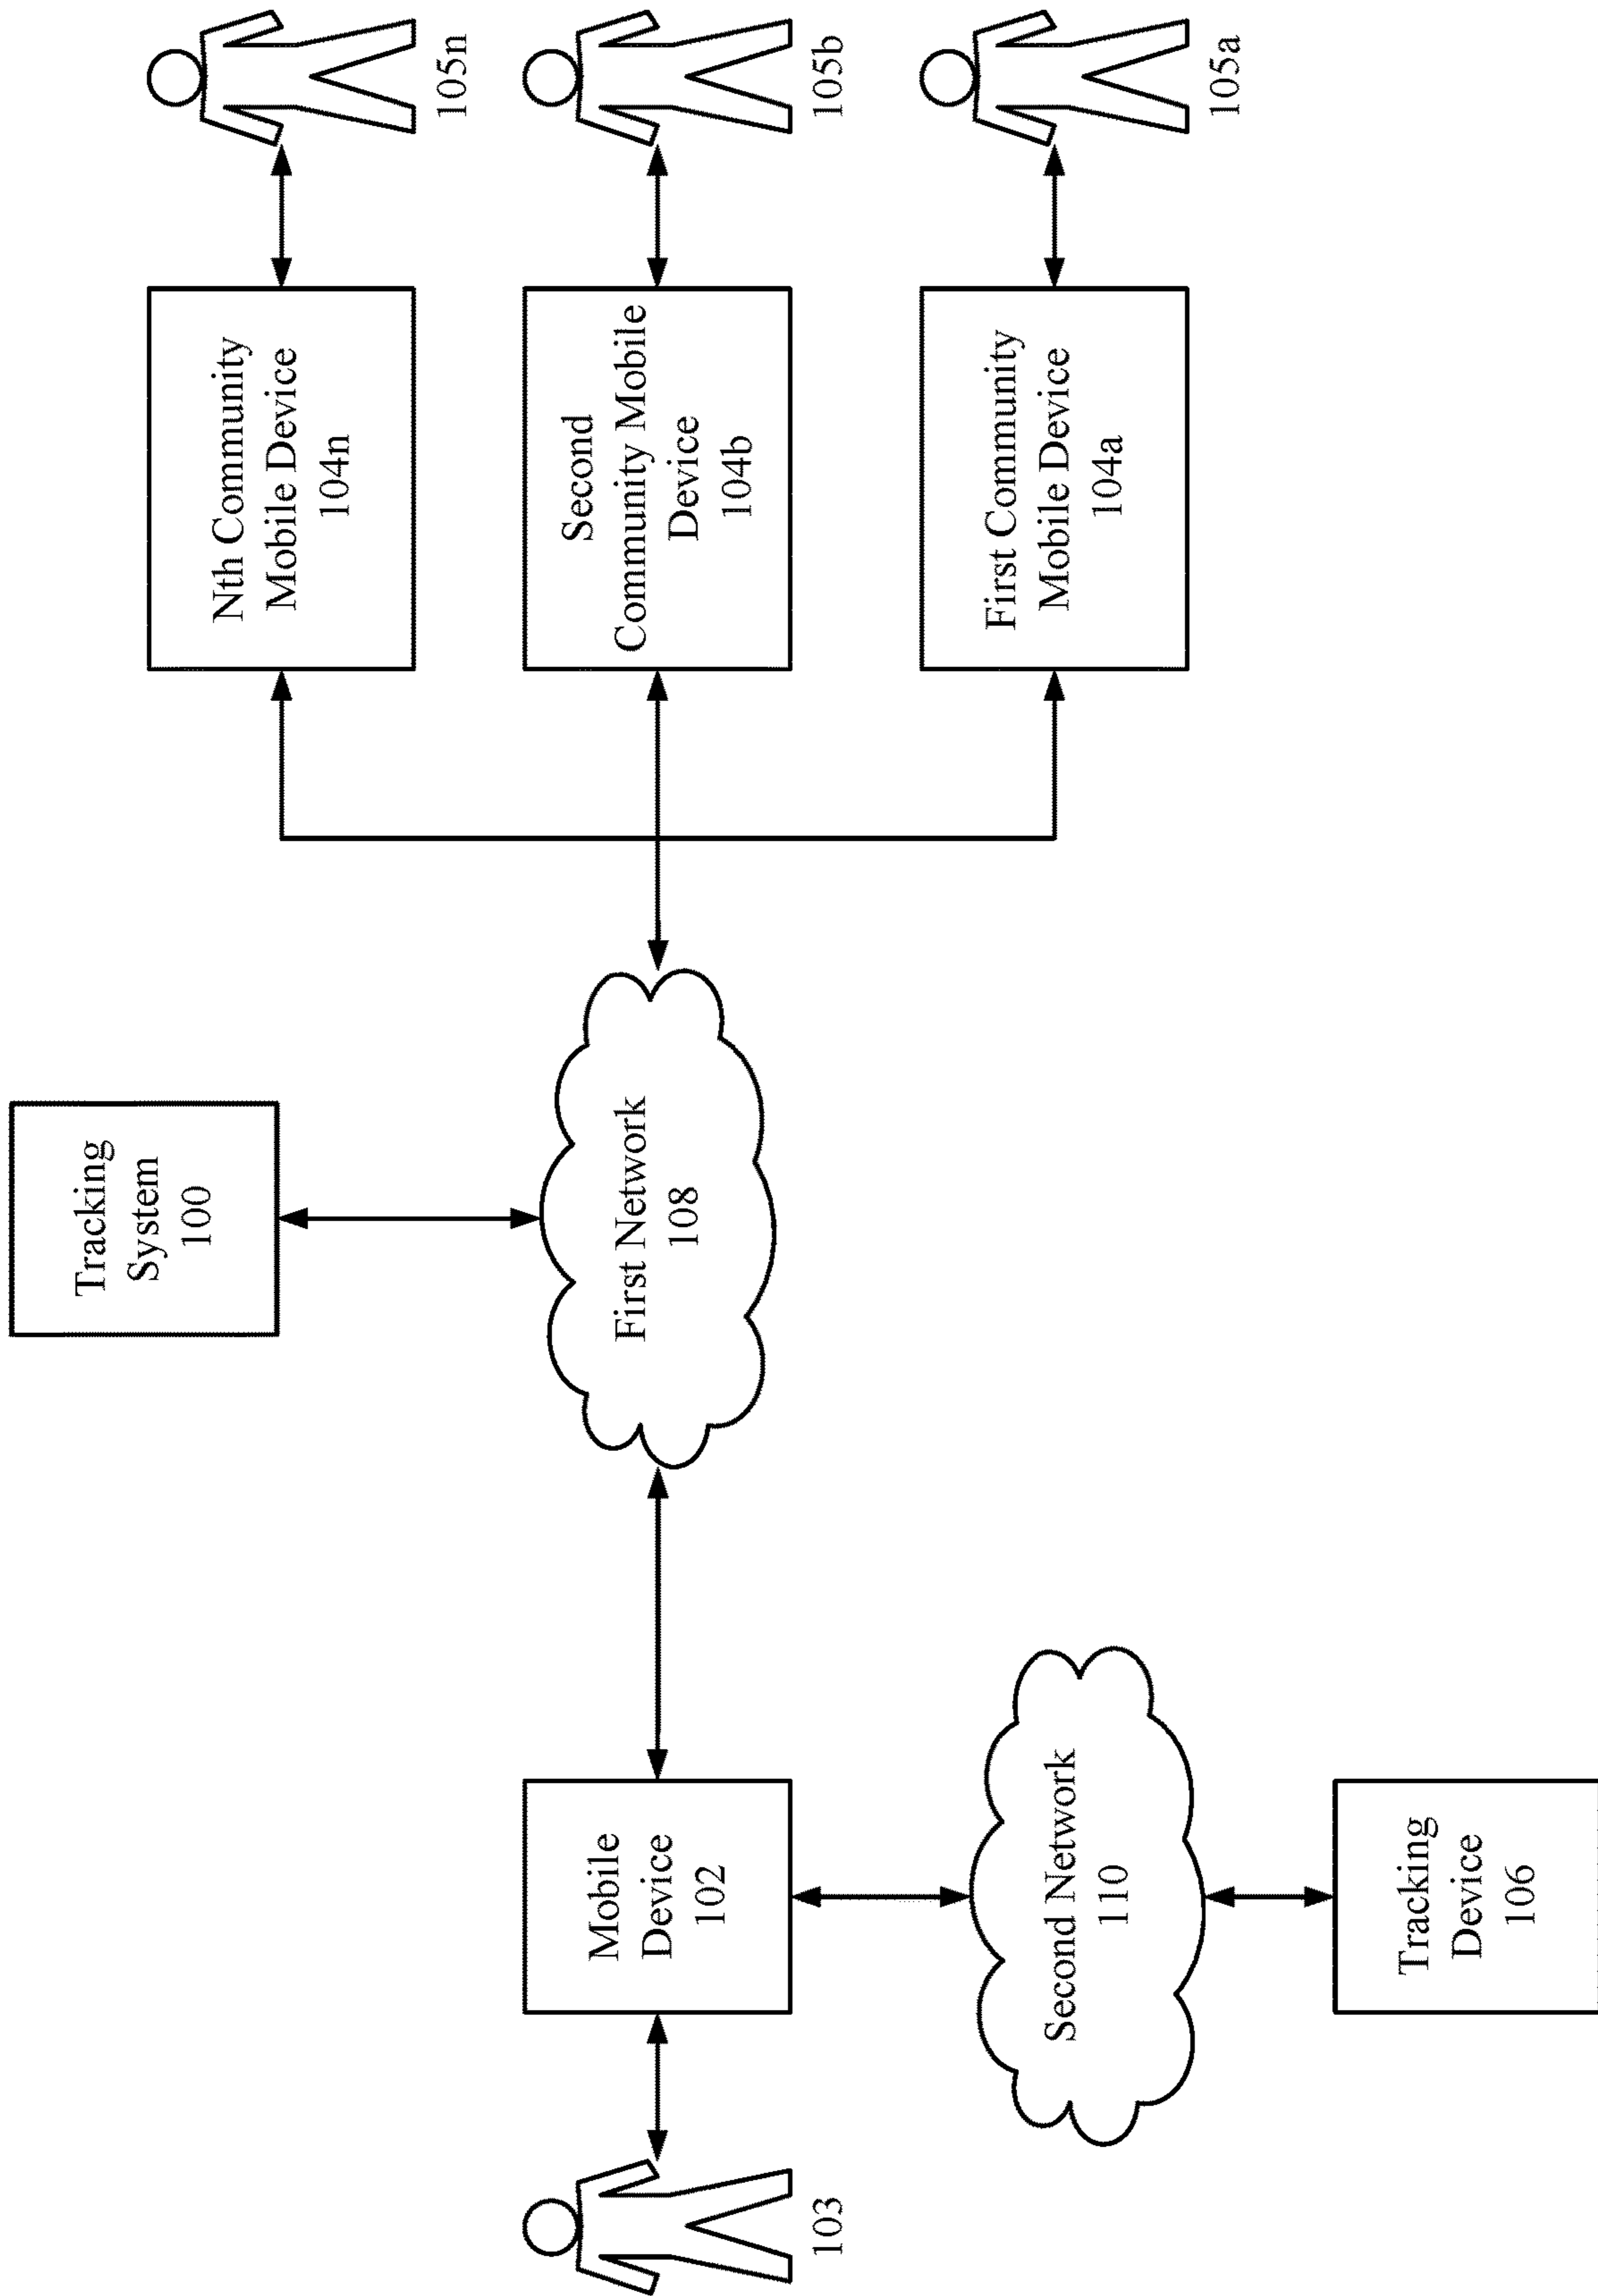 Tracking
System
100
Nth Community
Mobile Device
104n
105n
103
Mobile
Device
102
First Network
108
Second
Community Mobile
Device
104b
105b
Second Network
110
First Community
Mobile Device
104a
105a
Tracking
Device
106